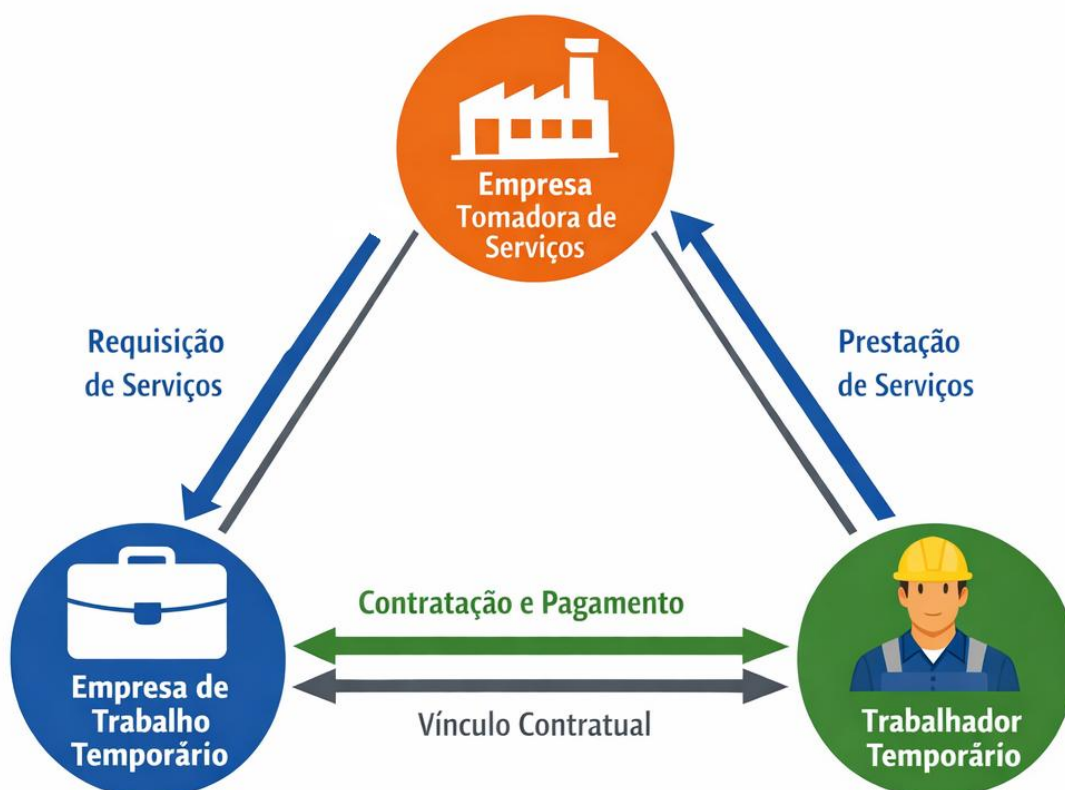 Empresa
Tomadora de
Serviços
Requisição
de Serviços
Prestação
de Serviços
Contratação e Pagamento
Vínculo Contratual
Empresa de
Trabalho
Temporário
Trabalhador
Temporário